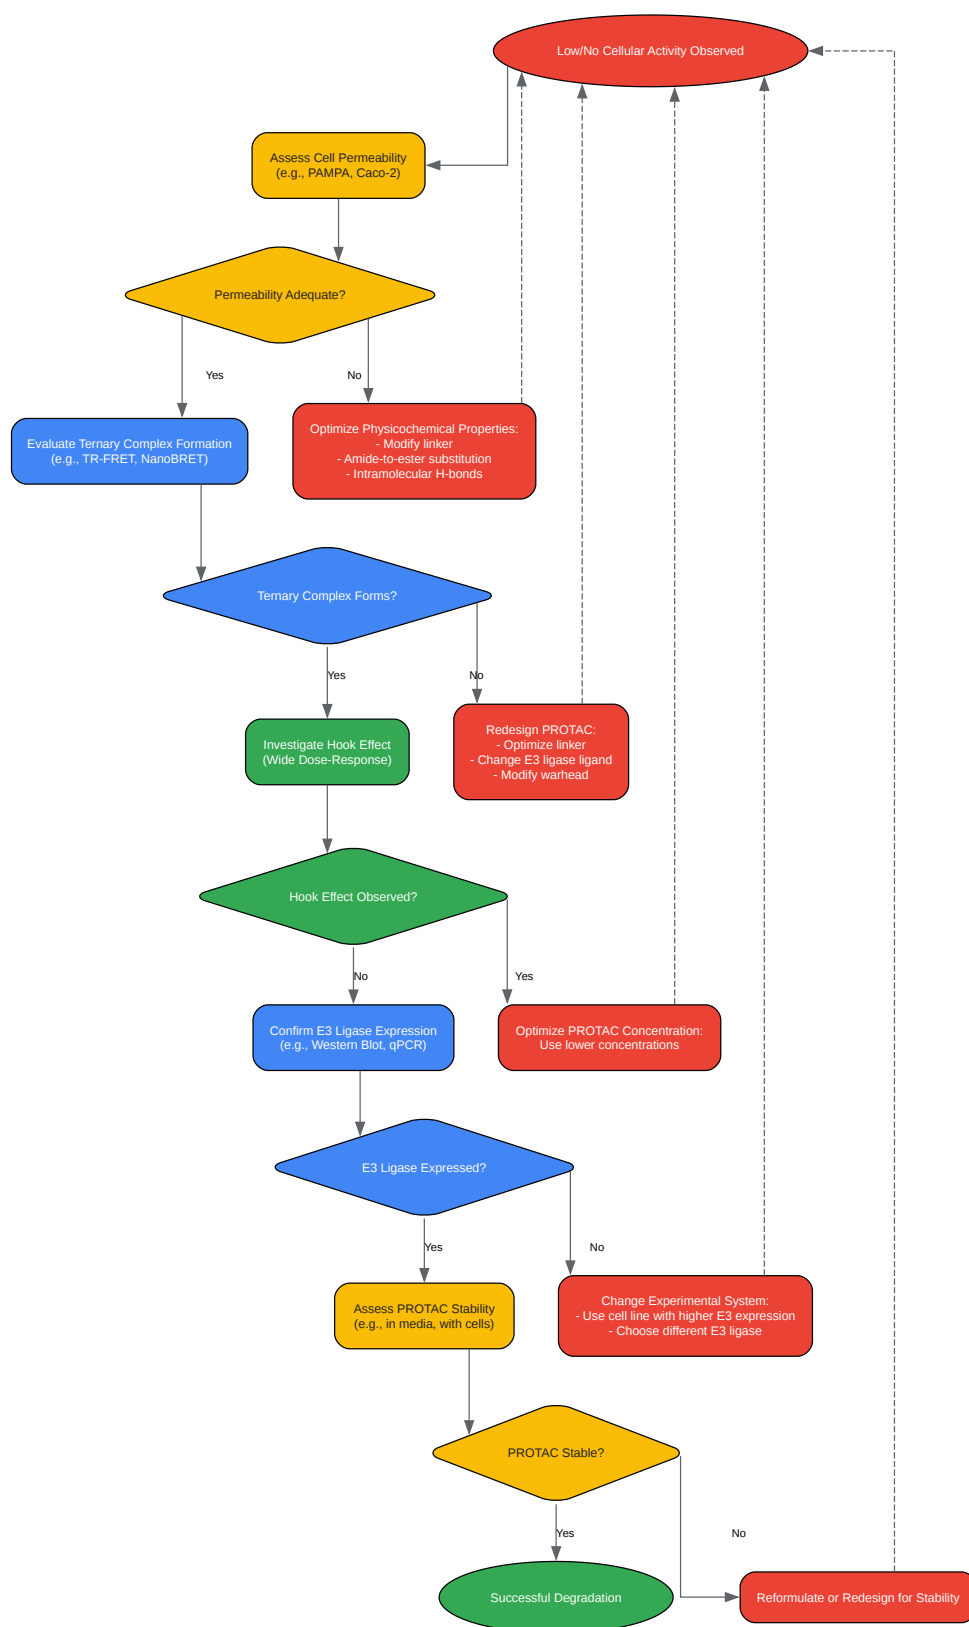 Low/No Cellular Activity Observed
Assess Cell Permeability
(e.g., PAMPA, Caco-2)
Permeability Adequate?
Yes
No
Evaluate Ternary Complex Formation
(e.g., TR-FRET, NanoBRET)
Optimize Physicochemical Properties:
- Modify linker
- Amide-to-ester substitution
- Intramolecular H-bonds
Ternary Complex Forms?
Yes
No
Investigate Hook Effect
(Wide Dose-Response)
Redesign PROTAC:
- Optimize linker
- Change E3 ligase ligand
- Modify warhead
Hook Effect Observed?
No
Yes
Confirm E3 Ligase Expression
(e.g., Western Blot, qPCR)
Optimize PROTAC Concentration:
Use lower concentrations
E3 Ligase Expressed?
Yes
No
Assess PROTAC Stability
(e.g., in media, with cells)
Change Experimental System:
- Use cell line with higher E3 expression
- Choose different E3 ligase
PROTAC Stable?
Yes
No
Successful Degradation
Reformulate or Redesign for Stability